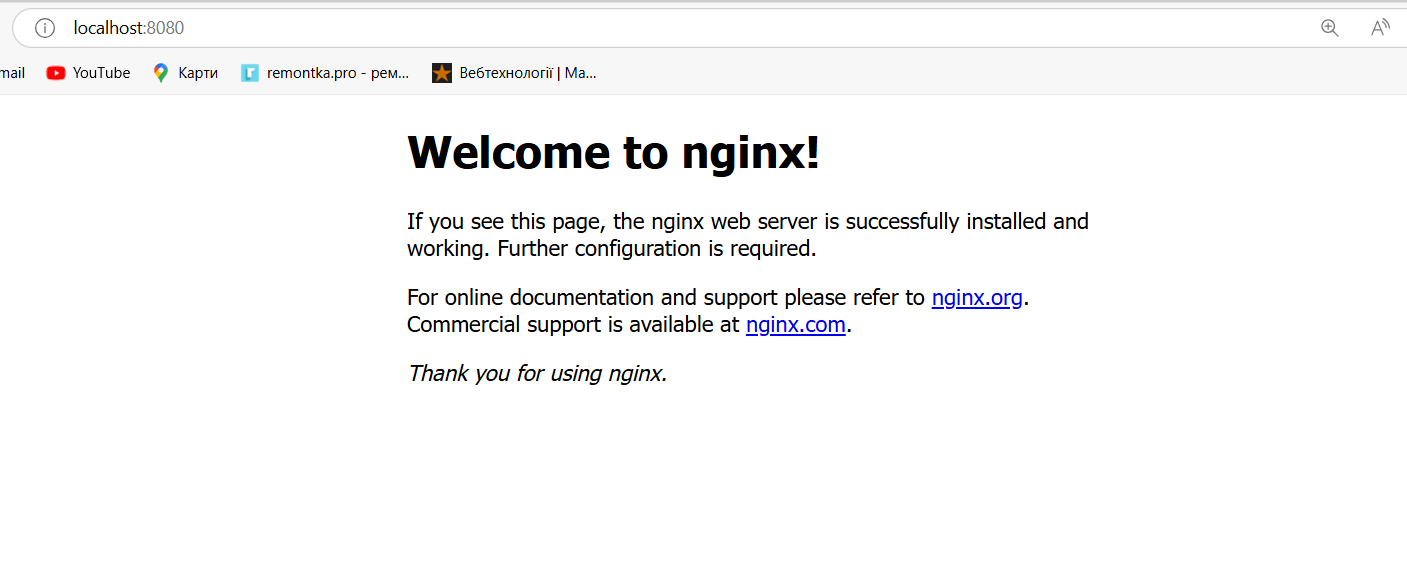 localhost:8080
mail YouTube Карти remontka.pro - рем... Вебтехнології | Ма...
Welcome to nginx!
If you see this page, the nginx web server is successfully installed and
working. Further configuration is required.
For online documentation and support please refer to nginx.org.
Commercial support is available at nginx.com.
Thank you for using nginx.